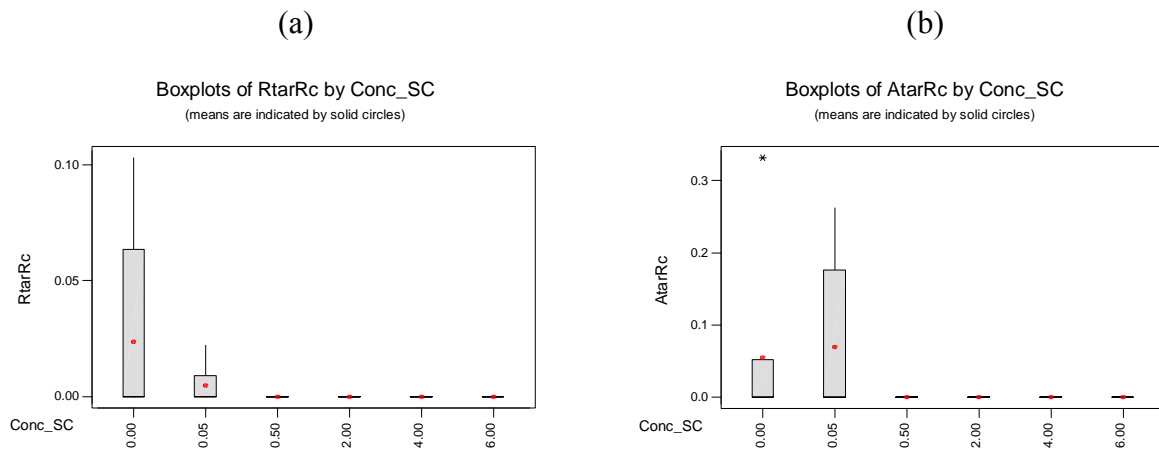 (a)
Boxplots of RtarRc by Conc_SC
(means are indicated by solid circles)
0.10
0.05
0.00
RtarRc
Conc_SC
0.00
0.05
0.50
2.00
4.00
6.00
(b)
Boxplots of AtarRc by Conc_SC
(means are indicated by solid circles)
0.3
0.2
0.1
0.0
AtarRc
Conc_SC
0.00
0.05
0.50
2.00
4.00
6.00